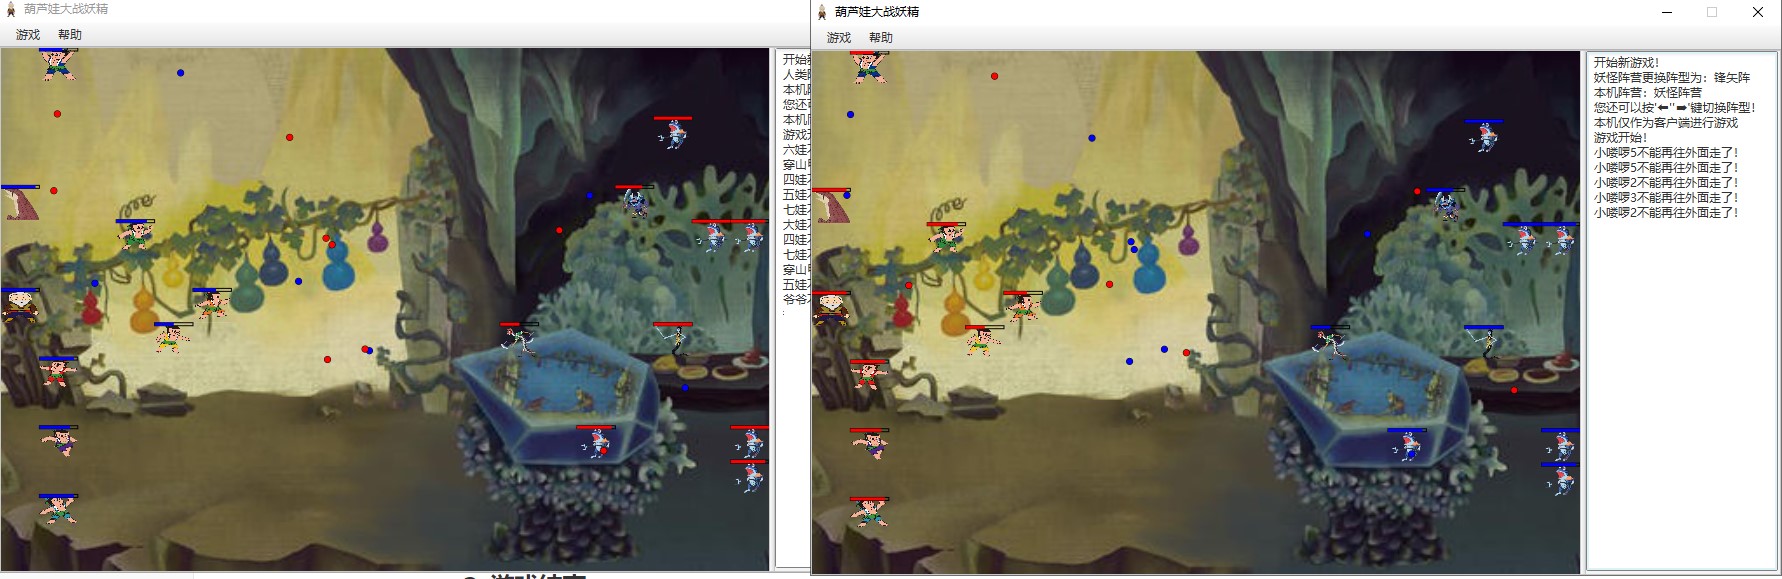 葫芦娃大战妖精
游戏 帮助
开始
人类
本机
您还
本机
游戏开
六娃
穿山
四娃
五娃
七娃
大娃
四娃
七娃
穿山
五娃
爷爷
葫芦娃大战妖精
游戏 帮助
开始新游戏!
妖怪阵营更换阵型为: 锋矢阵
本机阵营: 妖怪阵营
您还可以按'⬅''➡'键切换阵型!
本机仅作为客户端进行游戏
游戏开始!
小喽啰5不能再往外面走了!
小喽啰5不能再往外面走了!
小喽啰2不能再往外面走了!
小喽啰3不能再往外面走了!
小喽啰2不能再往外面走了!